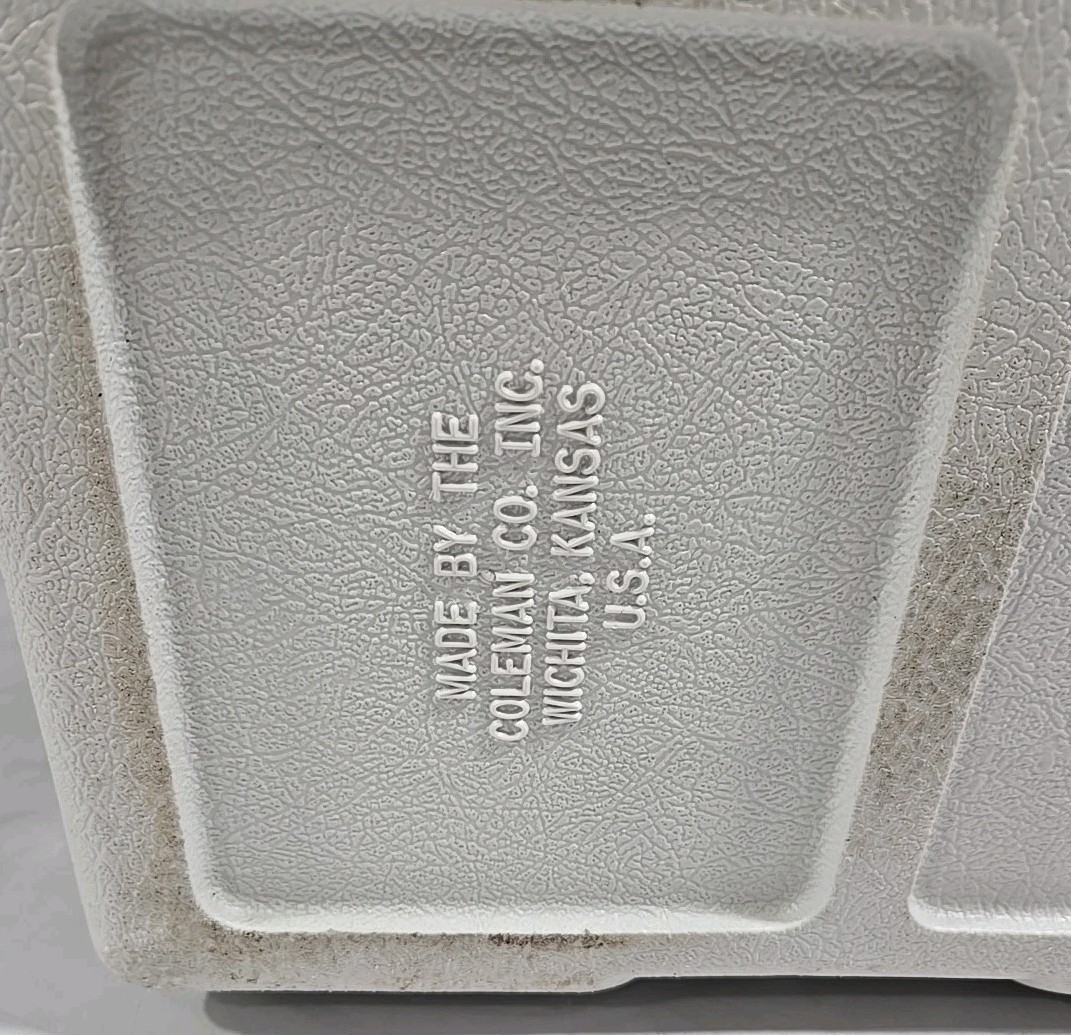 MADE BY THE
COLEMAN CO. INC.
WICHITA, KANSAS
U.S.A.